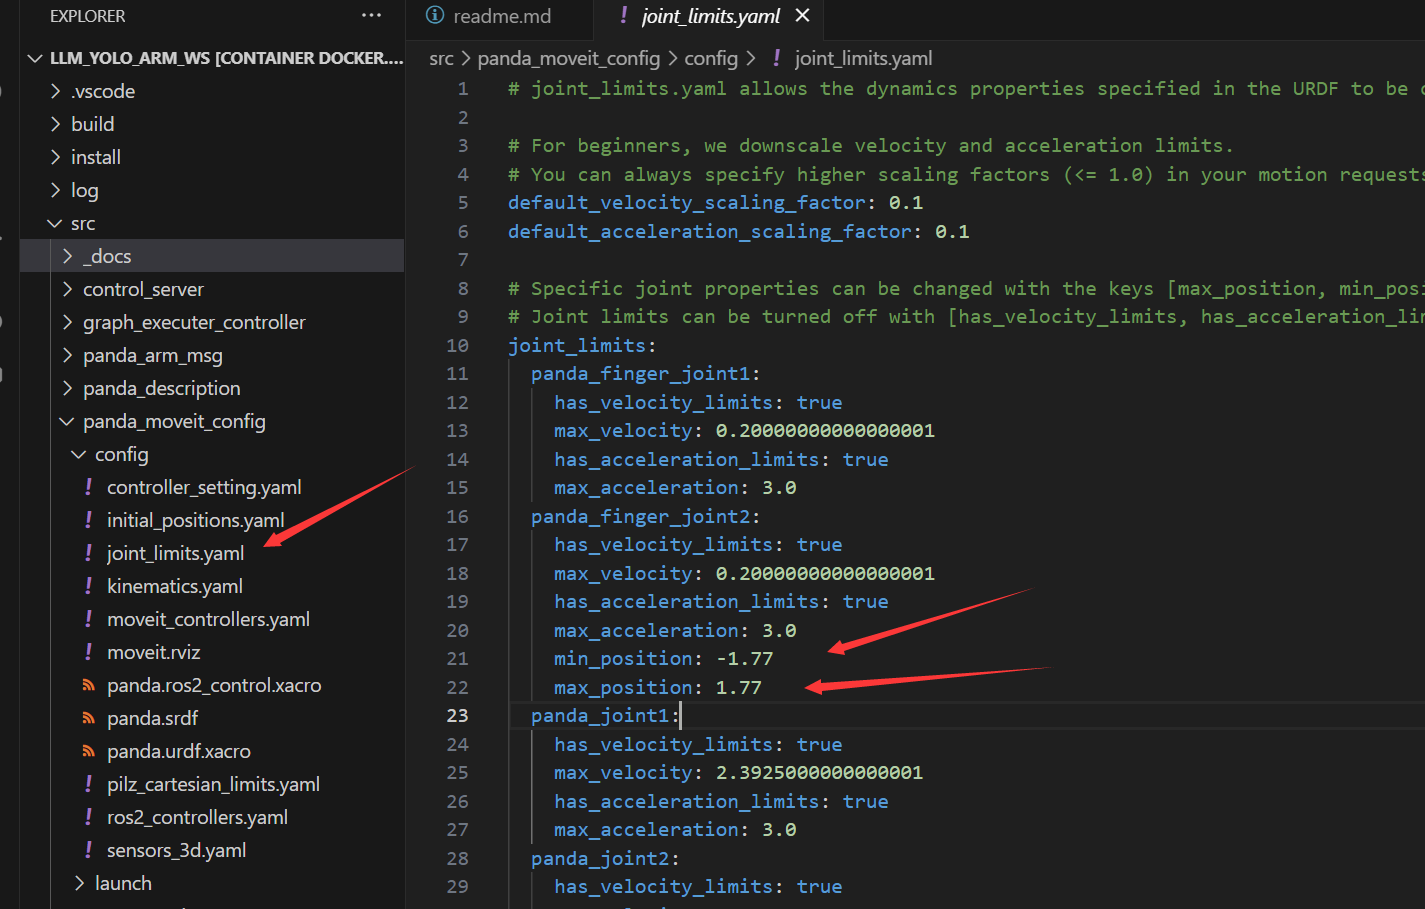 EXPLORER
LLM_YOLO_ARM_WS [CONTAINER DOCKER....
.vscode
build
install
log
src
_docs
control_server
graph_executer_controller
panda_arm_msg
panda_description
panda_moveit_config
config
controller_setting.yaml
initial_positions.yaml
joint_limits.yaml
kinematics.yaml
moveit_controllers.yaml
moveit.rviz
panda.ros2_control.xacro
panda.srdf
panda.urdf.xacro
pilz_cartesian_limits.yaml
ros2_controllers.yaml
sensors_3d.yaml
launch
readme.md
! joint_limits.yaml
src > panda_moveit_config > config > ! joint_limits.yaml
1 # joint_limits.yaml allows the dynamics properties specified in the URDF to be
2
3 # For beginners, we downscale velocity and acceleration limits.
4 # You can always specify higher scaling factors (<= 1.0) in your motion requests
5 default_velocity_scaling_factor: 0.1
6 default_acceleration_scaling_factor: 0.1
7
8 # Specific joint properties can be changed with the keys [max_position, min_posi
9 # Joint limits can be turned off with [has_velocity_limits, has_acceleration_li
10 joint_limits:
11 panda_finger_joint1:
12 has_velocity_limits: true
13 max_velocity: 0.20000000000000001
14 has_acceleration_limits: true
15 max_acceleration: 3.0
16 panda_finger_joint2:
17 has_velocity_limits: true
18 max_velocity: 0.20000000000000001
19 has_acceleration_limits: true
20 max_acceleration: 3.0
21 min_position: -1.77
22 max_position: 1.77
23 panda_joint1:
24 has_velocity_limits: true
25 max_velocity: 2.3925000000000001
26 has_acceleration_limits: true
27 max_acceleration: 3.0
28 panda_joint2:
29 has_velocity_limits: true